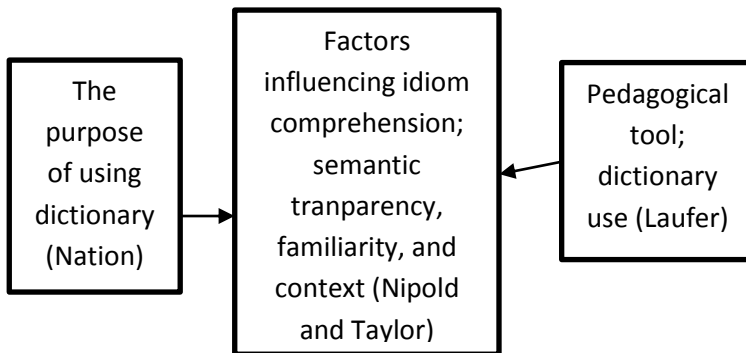 The
purpose
of using
dictionary
(Nation)
Factors
influencing idiom
comprehension;
semantic
tranparency,
familiarity, and
context (Nipold
and Taylor)
Pedagogical
tool;
dictionary
use (Laufer)